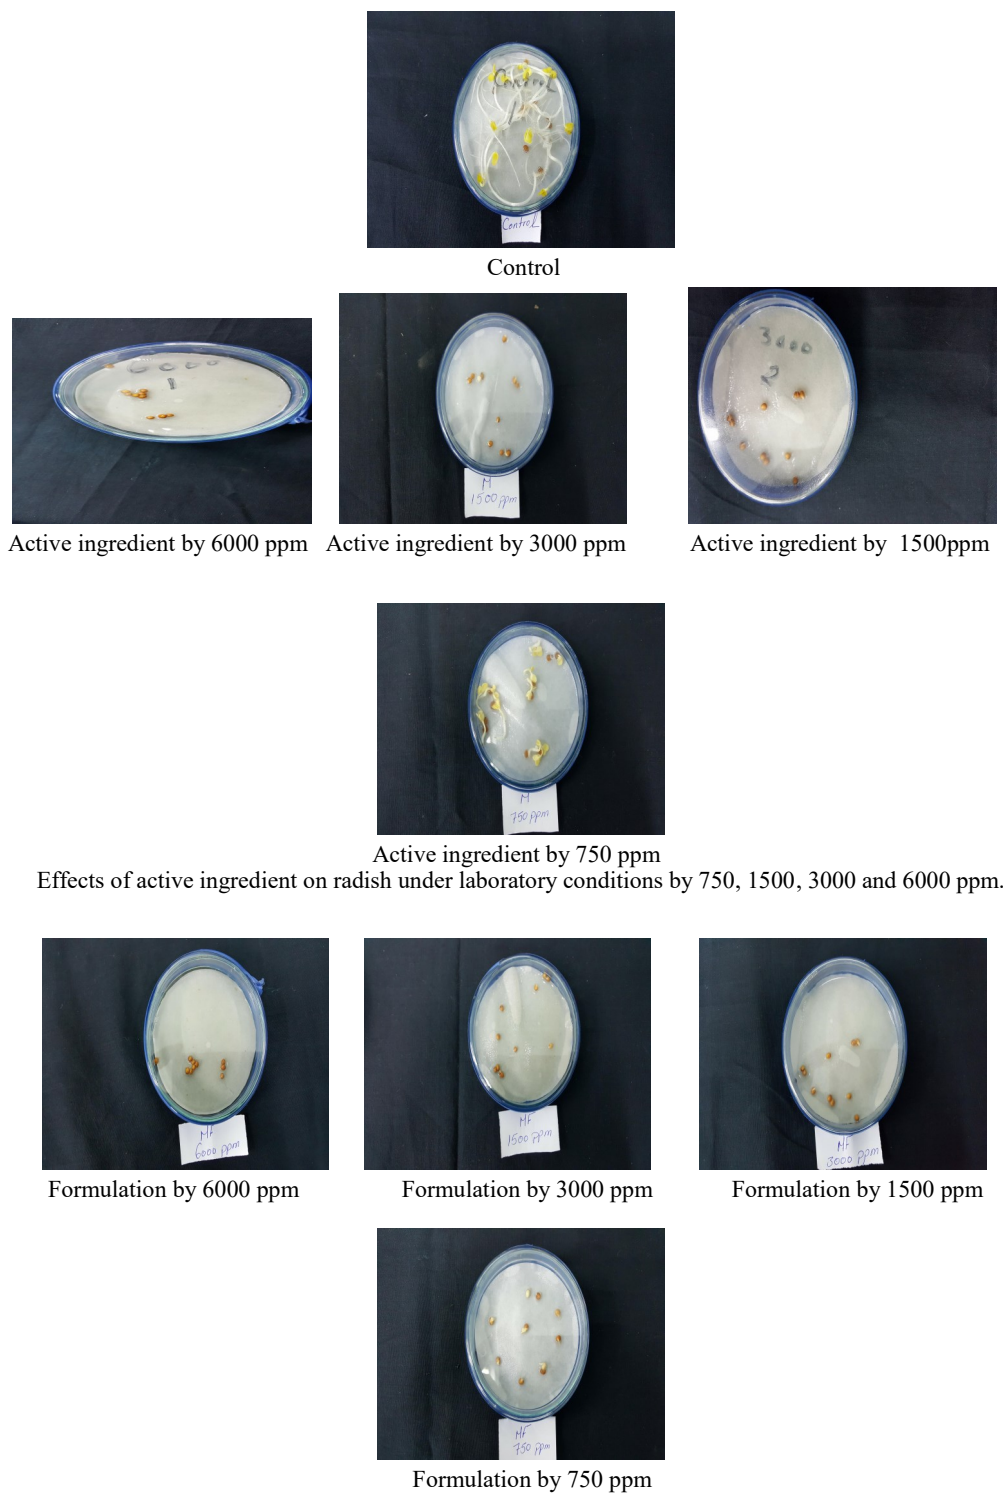 Control
Control
Control
6000
1
M
1500 ppm
3000
2
Active ingredient by 6000 ppm
Active ingredient by 3000 ppm
Active ingredient by 1500ppm
M
750 ppm
Active ingredient by 750 ppm
Effects of active ingredient on radish under laboratory conditions by 750, 1500, 3000 and 6000 ppm.
MF
6000 ppm
MF
1500 ppm
MF
3000 ppm
Formulation by 6000 ppm
Formulation by 3000 ppm
Formulation by 1500 ppm
MF
750 ppm
Formulation by 750 ppm